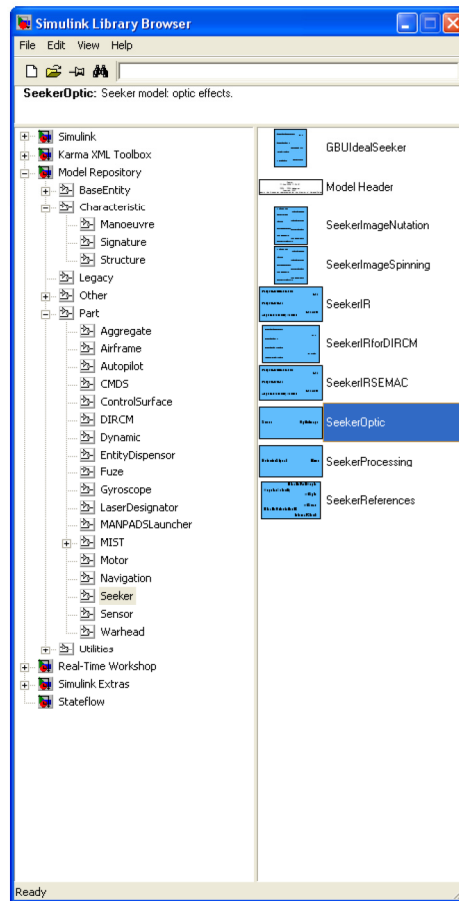 Simulink Library Browser
File Edit View Help
SeekerOptic: Seeker model: optic effects.
Simulink
Karma XML Toolbox
Model Repository
BaseEntity
Characteristic
Manoeuvre
Signature
Structure
Legacy
Other
Part
Aggregate
Airframe
Autopilot
CMDS
ControlSurface
DIRCM
Dynamic
EntityDispensor
Fuze
Gyroscope
LaserDesignator
MANPADSLauncher
MIST
Motor
Navigation
Seeker
Sensor
Warhead
Utilities
Real-Time Workshop
Simulink Extras
Stateflow
GBUIdealSeeker
Model Header
SeekerImageNutation
SeekerImageSpinning
SeekerIR
SeekerIRforDIRCM
SeekerIRSEMAC
SeekerOptic
SeekerProcessing
SeekerReferences
Ready